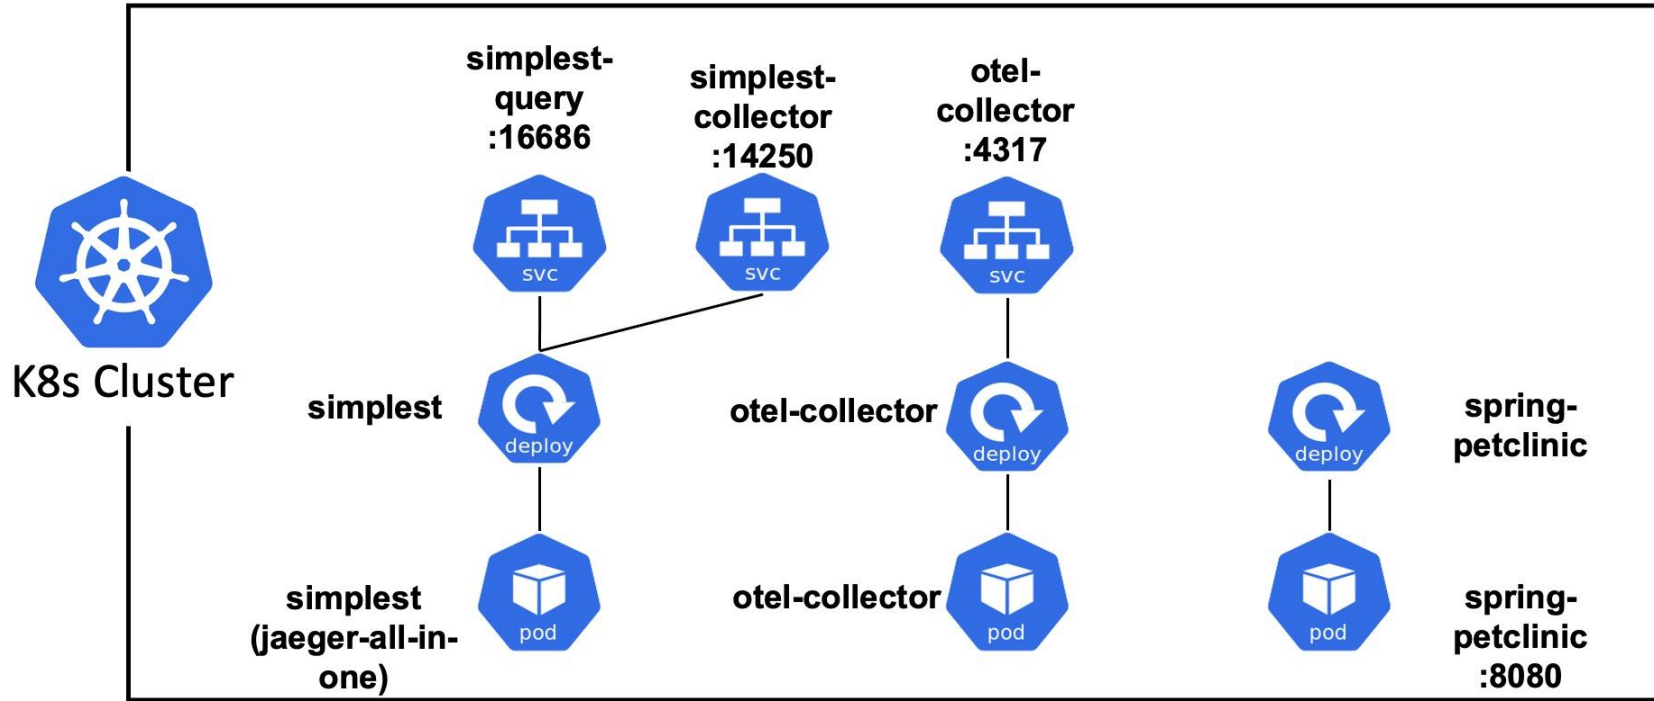 simplest-
query
:16686
simplest-
collector
:14250
otel-
collector
:4317
svc
svc
svc
K8s Cluster
simplest
deploy
otel-collector
deploy
deploy
spring-
petclinic
simplest
(jaeger-all-in-
one)
pod
otel-collector
pod
pod
spring-
petclinic
:8080